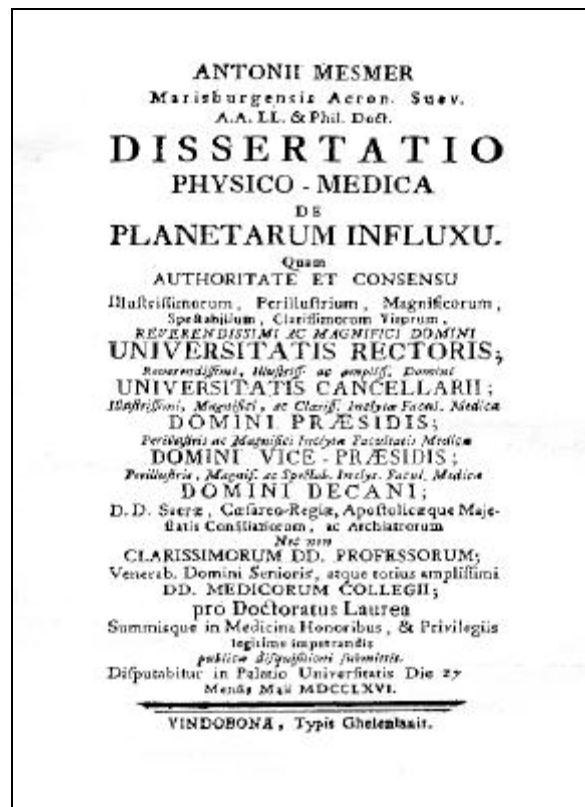 ANTONII MESMER
Marisburgensis Acron. Suev.
A.A. LL. & Phil. Doct.
DISSERTATIO
PHYSICO - MEDICA
DE
PLANETARUM INFLUXU.
Quam
AUTHORITATE ET CONSENSU
Illuſtriſſimorum, Perilluſtrium, Magnificorum,
Spectabilium, Clariſſimorum Virorum,
REVERENDISSIMI AC MAGNIFICI DOMINI
UNIVERSITATIS RECTORIS;
Reverendiſſimi, Illuſtriſſ. ac ampliſſ. Domini
UNIVERSITATIS CANCELLARII;
Illuſtriſſimi, Magnifici, ac Clariſſ. Inclytæ Facul. Medicæ
DOMINI PRÆSIDIS;
Perilluſtris ac Magnifici Inclytæ Facultatis Medicæ
DOMINI VICE-PRÆSIDIS;
Perilluſtris, Magnif. ac Spectab. Inclyt. Facul. Medicæ
DOMINI DECANI;
D. D. Sacræ, Cæſareo-Regiæ, Apoſtolicæque Maje-
ſtatis Conſiliariorum, ac Archiatrorum
Nec non
CLARISSIMORUM DD. PROFESSORUM;
Venerab. Domini Senioris, atque totius ampliſſimi
DD. MEDICORUM COLLEGII;
pro Doctoratus Laurea
Summisque in Medicina Honoribus, & Privilegiis
legitime impetrandis
publicæ diſquiſitioni ſubmittit.
Diſputabitur in Palatio Univerſitatis Die 27
Menſis Maii MDCCLXVI.
VINDOBONÆ, Typis Ghelenianis.